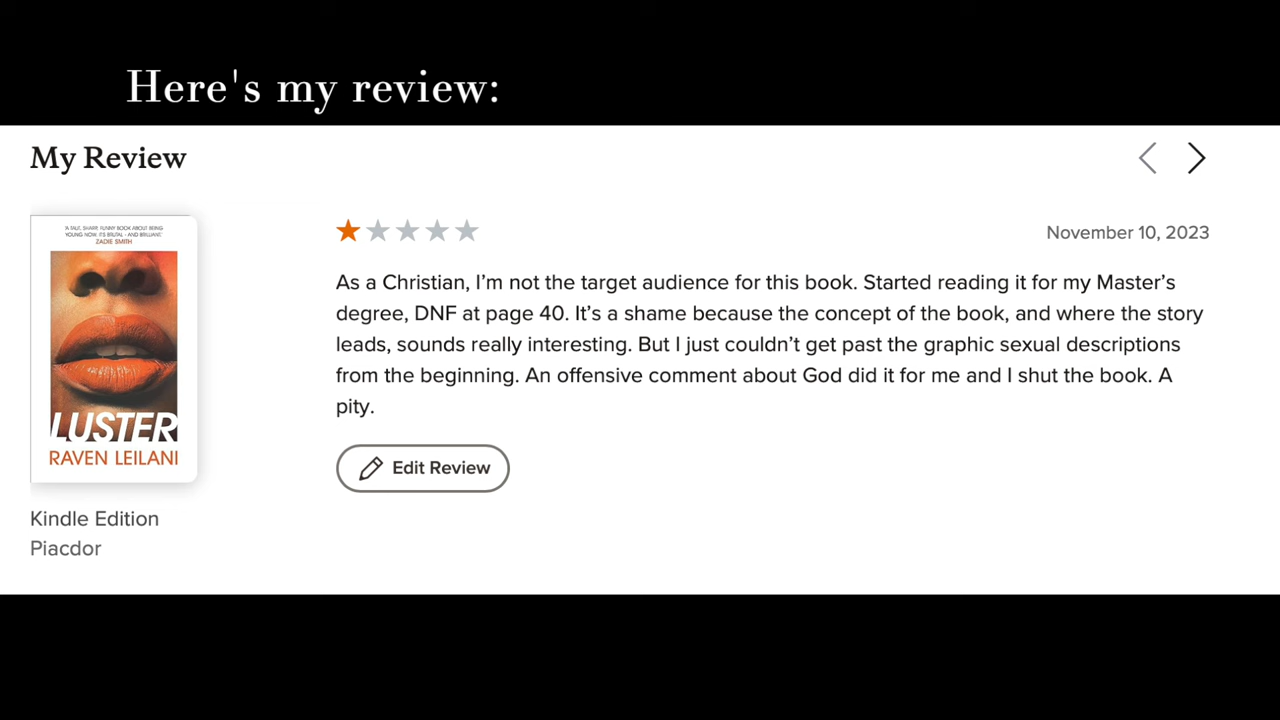 Here's my review:
My Review
'A TAUT, SHARP, FUNNY BOOK ABOUT BEING
YOUNG NOW. IT'S BRUTAL - AND BRILLIANT.'
ZADIE SMITH
LUSTER
RAVEN LEILANI
Kindle Edition
Piacdor
November 10, 2023
As a Christian, I’m not the target audience for this book. Started reading it for my Master’s
degree, DNF at page 40. It’s a shame because the concept of the book, and where the story
leads, sounds really interesting. But I just couldn’t get past the graphic sexual descriptions
from the beginning. An offensive comment about God did it for me and I shut the book. A
pity.
Edit Review